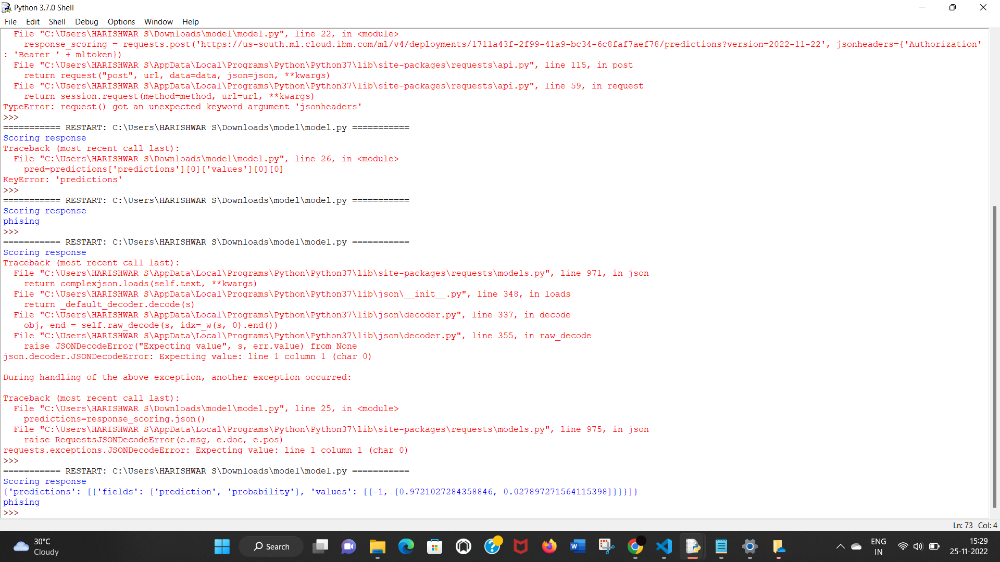 Python 3.7.0 Shell
File Edit Shell Debug Options Window Help
  File "C:\Users\HARISHWAR S\Downloads\model\model.py", line 22, in <module>
    response_scoring = requests.post('https://us-south.ml.cloud.ibm.com/ml/v4/deployments/1711a43f-2f99-41a9-bc34-6c8faf7aef78/predictions?version=2022-11-22', jsonheaders={'Authorization'
: 'Bearer ' + mltoken})
  File "C:\Users\HARISHWAR S\AppData\Local\Programs\Python\Python37\lib\site-packages\requests\api.py", line 115, in post
    return request("post", url, data=data, json=json, **kwargs)
  File "C:\Users\HARISHWAR S\AppData\Local\Programs\Python\Python37\lib\site-packages\requests\api.py", line 59, in request
    return session.request(method=method, url=url, **kwargs)
TypeError: request() got an unexpected keyword argument 'jsonheaders'
>>>
=========== RESTART: C:\Users\HARISHWAR S\Downloads\model\model.py ===========
Scoring response
Traceback (most recent call last):
  File "C:\Users\HARISHWAR S\Downloads\model\model.py", line 26, in <module>
    pred=predictions['predictions'][0]['values'][0][0]
KeyError: 'predictions'
>>>
=========== RESTART: C:\Users\HARISHWAR S\Downloads\model\model.py ===========
Scoring response
phising
>>>
=========== RESTART: C:\Users\HARISHWAR S\Downloads\model\model.py ===========
Scoring response
Traceback (most recent call last):
  File "C:\Users\HARISHWAR S\AppData\Local\Programs\Python\Python37\lib\site-packages\requests\models.py", line 971, in json
    return complexjson.loads(self.text, **kwargs)
  File "C:\Users\HARISHWAR S\AppData\Local\Programs\Python\Python37\lib\json\__init__.py", line 348, in loads
    return _default_decoder.decode(s)
  File "C:\Users\HARISHWAR S\AppData\Local\Programs\Python\Python37\lib\json\decoder.py", line 337, in decode
    obj, end = self.raw_decode(s, idx=_w(s, 0).end())
  File "C:\Users\HARISHWAR S\AppData\Local\Programs\Python\Python37\lib\json\decoder.py", line 355, in raw_decode
    raise JSONDecodeError("Expecting value", s, err.value) from None
json.decoder.JSONDecodeError: Expecting value: line 1 column 1 (char 0)

During handling of the above exception, another exception occurred:

Traceback (most recent call last):
  File "C:\Users\HARISHWAR S\Downloads\model\model.py", line 25, in <module>
    predictions=response_scoring.json()
  File "C:\Users\HARISHWAR S\AppData\Local\Programs\Python\Python37\lib\site-packages\requests\models.py", line 975, in json
    raise RequestsJSONDecodeError(e.msg, e.doc, e.pos)
requests.exceptions.JSONDecodeError: Expecting value: line 1 column 1 (char 0)
>>>
=========== RESTART: C:\Users\HARISHWAR S\Downloads\model\model.py ===========
Scoring response
{'predictions': [{'fields': ['prediction', 'probability'], 'values': [[-1, [0.9721027284358846, 0.027897271564115398]]]}]}
phising
>>>
Ln: 73 Col: 4
30°C
Cloudy
Search
ENG
IN
15:29
25-11-2022